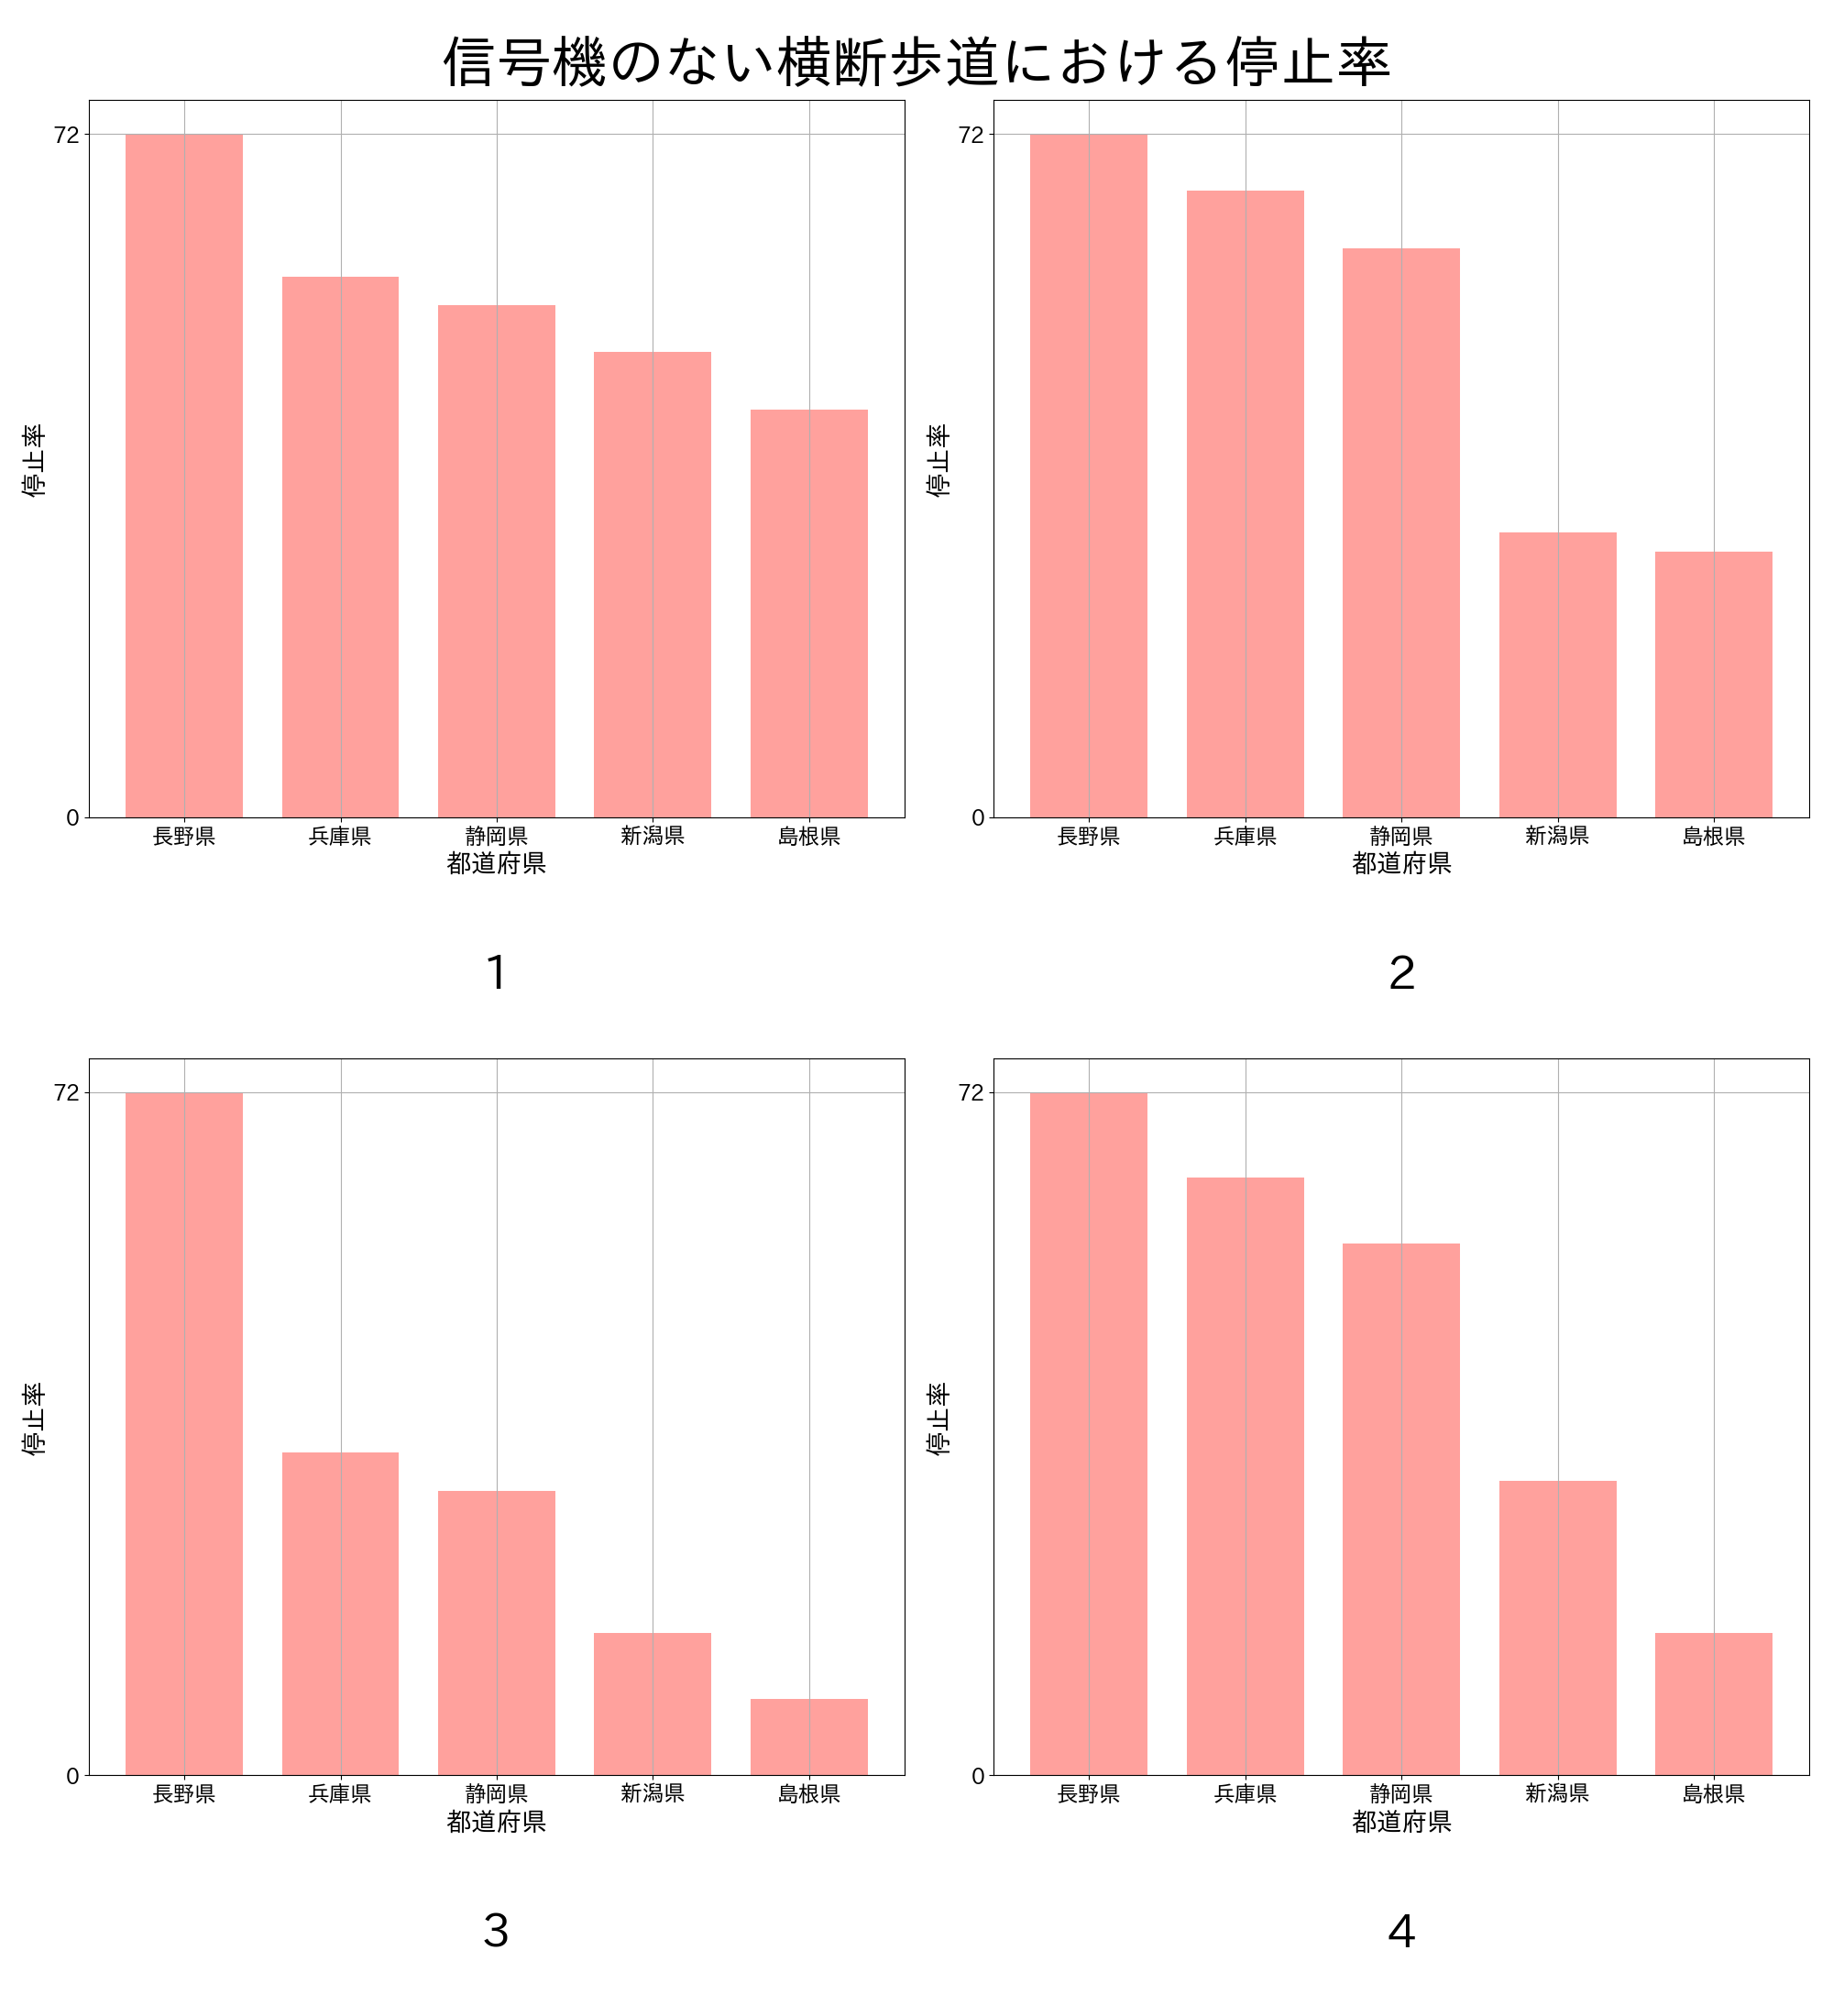 信号機のない横断歩道における停止率
72
停止率
0
長野県 兵庫県 静岡県 新潟県 島根県
都道府県
1
72
停止率
0
長野県 兵庫県 静岡県 新潟県 島根県
都道府県
2
72
停止率
0
長野県 兵庫県 静岡県 新潟県 島根県
都道府県
3
72
停止率
0
長野県 兵庫県 静岡県 新潟県 島根県
都道府県
4